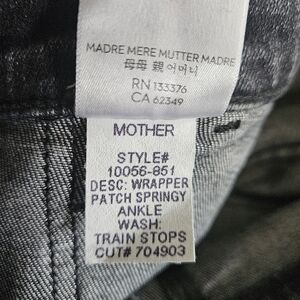 MADRE MERE MUTTER MADRE
母母 親 어머니
RN 133376
CA 62349
MOTHER
STYLE#
10056-851
DESC: WRAPPER
PATCH SPRINGY
ANKLE
WASH:
TRAIN STOPS
CUT# 704903